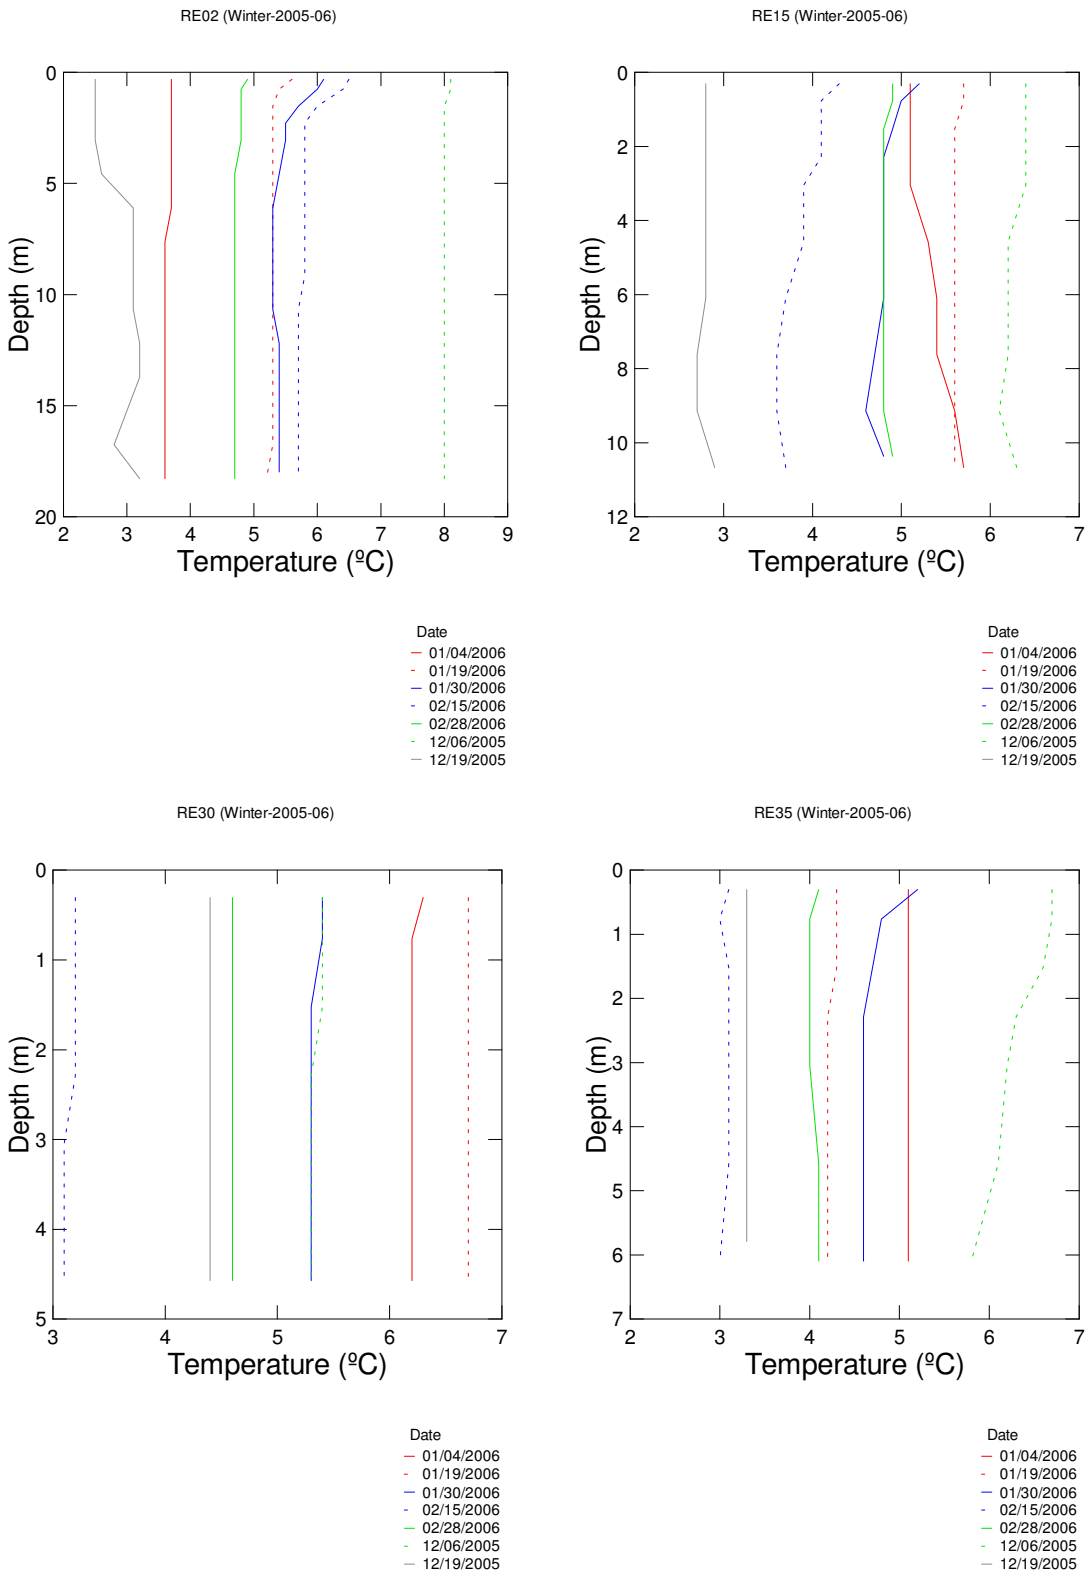 RE02 (Winter-2005-06)
0
5
10
15
20
Depth (m)
2 3 4 5 6 7 8 9
Temperature (ºC)
Date
01/04/2006
01/19/2006
01/30/2006
02/15/2006
02/28/2006
12/06/2005
12/19/2005
RE15 (Winter-2005-06)
0
2
4
6
8
10
12
Depth (m)
2 3 4 5 6 7
Temperature (ºC)
Date
01/04/2006
01/19/2006
01/30/2006
02/15/2006
02/28/2006
12/06/2005
12/19/2005
RE30 (Winter-2005-06)
0
1
2
3
4
5
Depth (m)
3 4 5 6 7
Temperature (ºC)
Date
01/04/2006
01/19/2006
01/30/2006
02/15/2006
02/28/2006
12/06/2005
12/19/2005
RE35 (Winter-2005-06)
0
1
2
3
4
5
6
7
Depth (m)
2 3 4 5 6 7
Temperature (ºC)
Date
01/04/2006
01/19/2006
01/30/2006
02/15/2006
02/28/2006
12/06/2005
12/19/2005